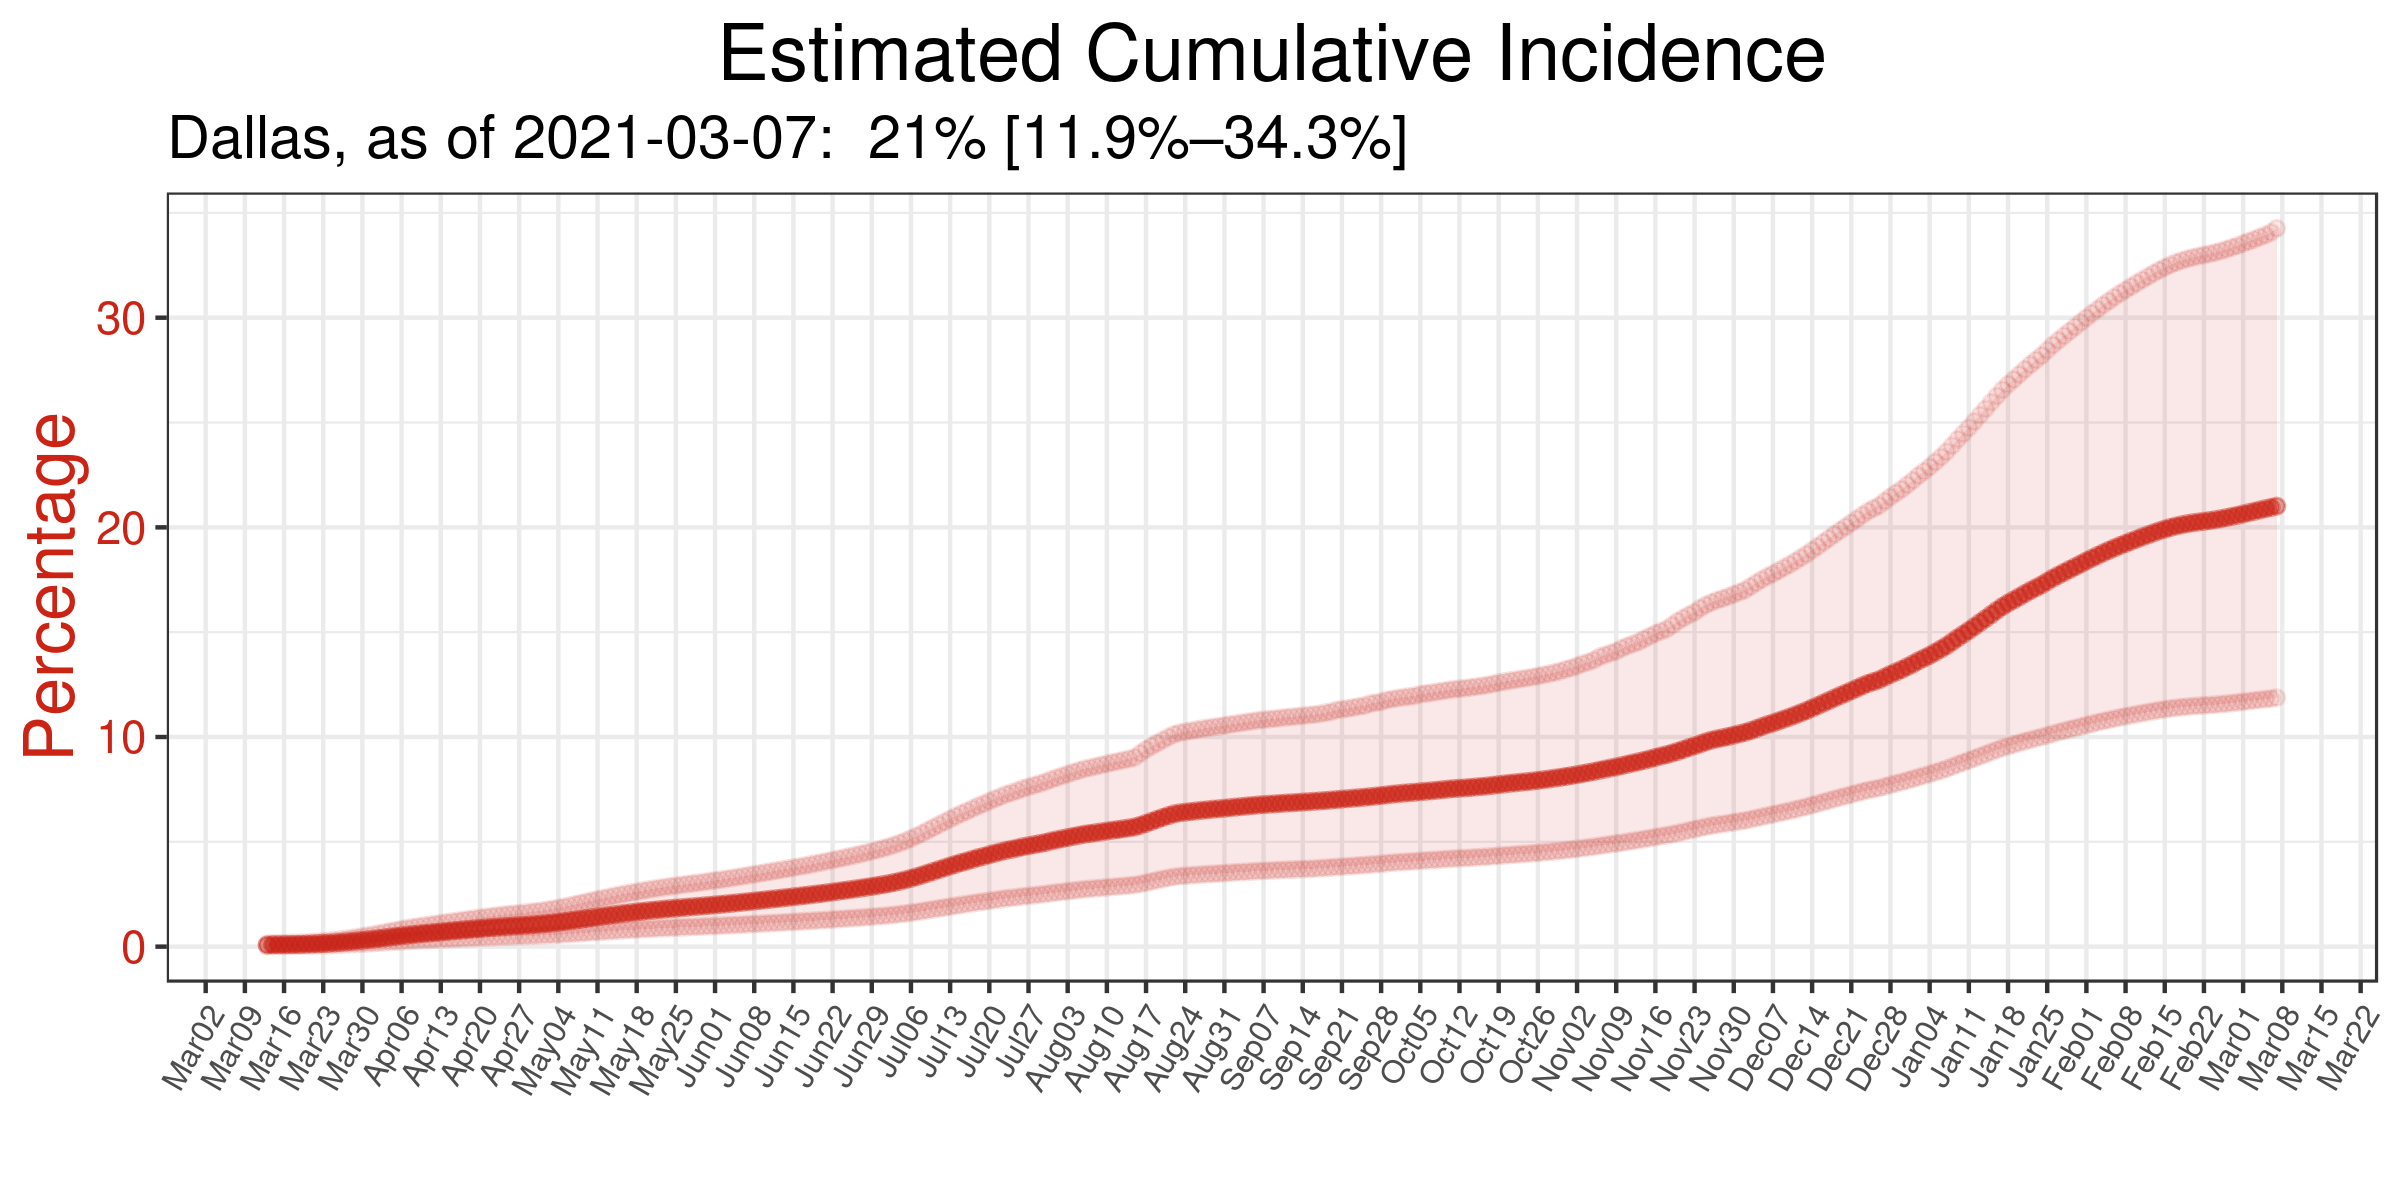 Estimated Cumulative Incidence
Dallas, as of 2021-03-07:  21% [11.9%–34.3%]
Percentage
30
20
10
0
Mar02 Mar09 Mar16 Mar23 Mar30 Apr06 Apr13 Apr20 Apr27 May04 May11 May18 May25 Jun01 Jun08 Jun15 Jun22 Jun29 Jul06 Jul13 Jul20 Jul27 Aug03 Aug10 Aug17 Aug24 Aug31 Sep07 Sep14 Sep21 Sep28 Oct05 Oct12 Oct19 Oct26 Nov02 Nov09 Nov16 Nov23 Nov30 Dec07 Dec14 Dec21 Dec28 Jan04 Jan11 Jan18 Jan25 Feb01 Feb08 Feb15 Feb22 Mar01 Mar08 Mar15 Mar22